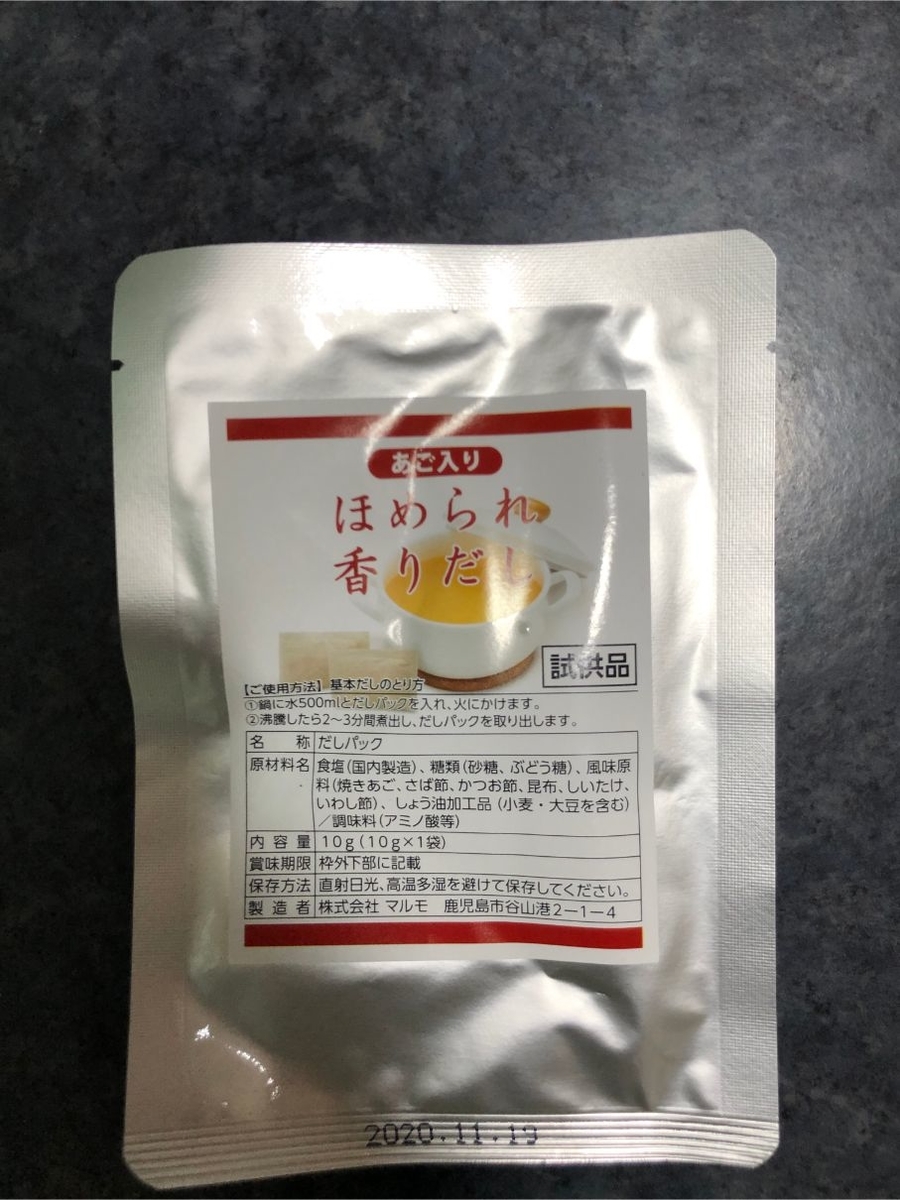 あご入り
ほめられ
香りだし
試供品
【ご使用方法】基本だしのとり方
①鍋に水500mlとだしパックを入れ、火にかけます。
②沸騰したら2〜3分間煮出し、だしパックを取り出します。
名 称 だしパック
原材料名 食塩(国内製造)、糖類(砂糖、ぶどう糖)、風味原
料(焼きあご、さば節、かつお節、昆布、しいたけ、
いわし節)、しょう油加工品(小麦・大豆を含む)
/調味料(アミノ酸等)
内容量 10g(10g×1袋)
賞味期限 枠外下部に記載
保存方法 直射日光、高温多湿を避けて保存してください。
製造者 株式会社 マルモ 鹿児島市谷山港2-1-4
2020.11.19